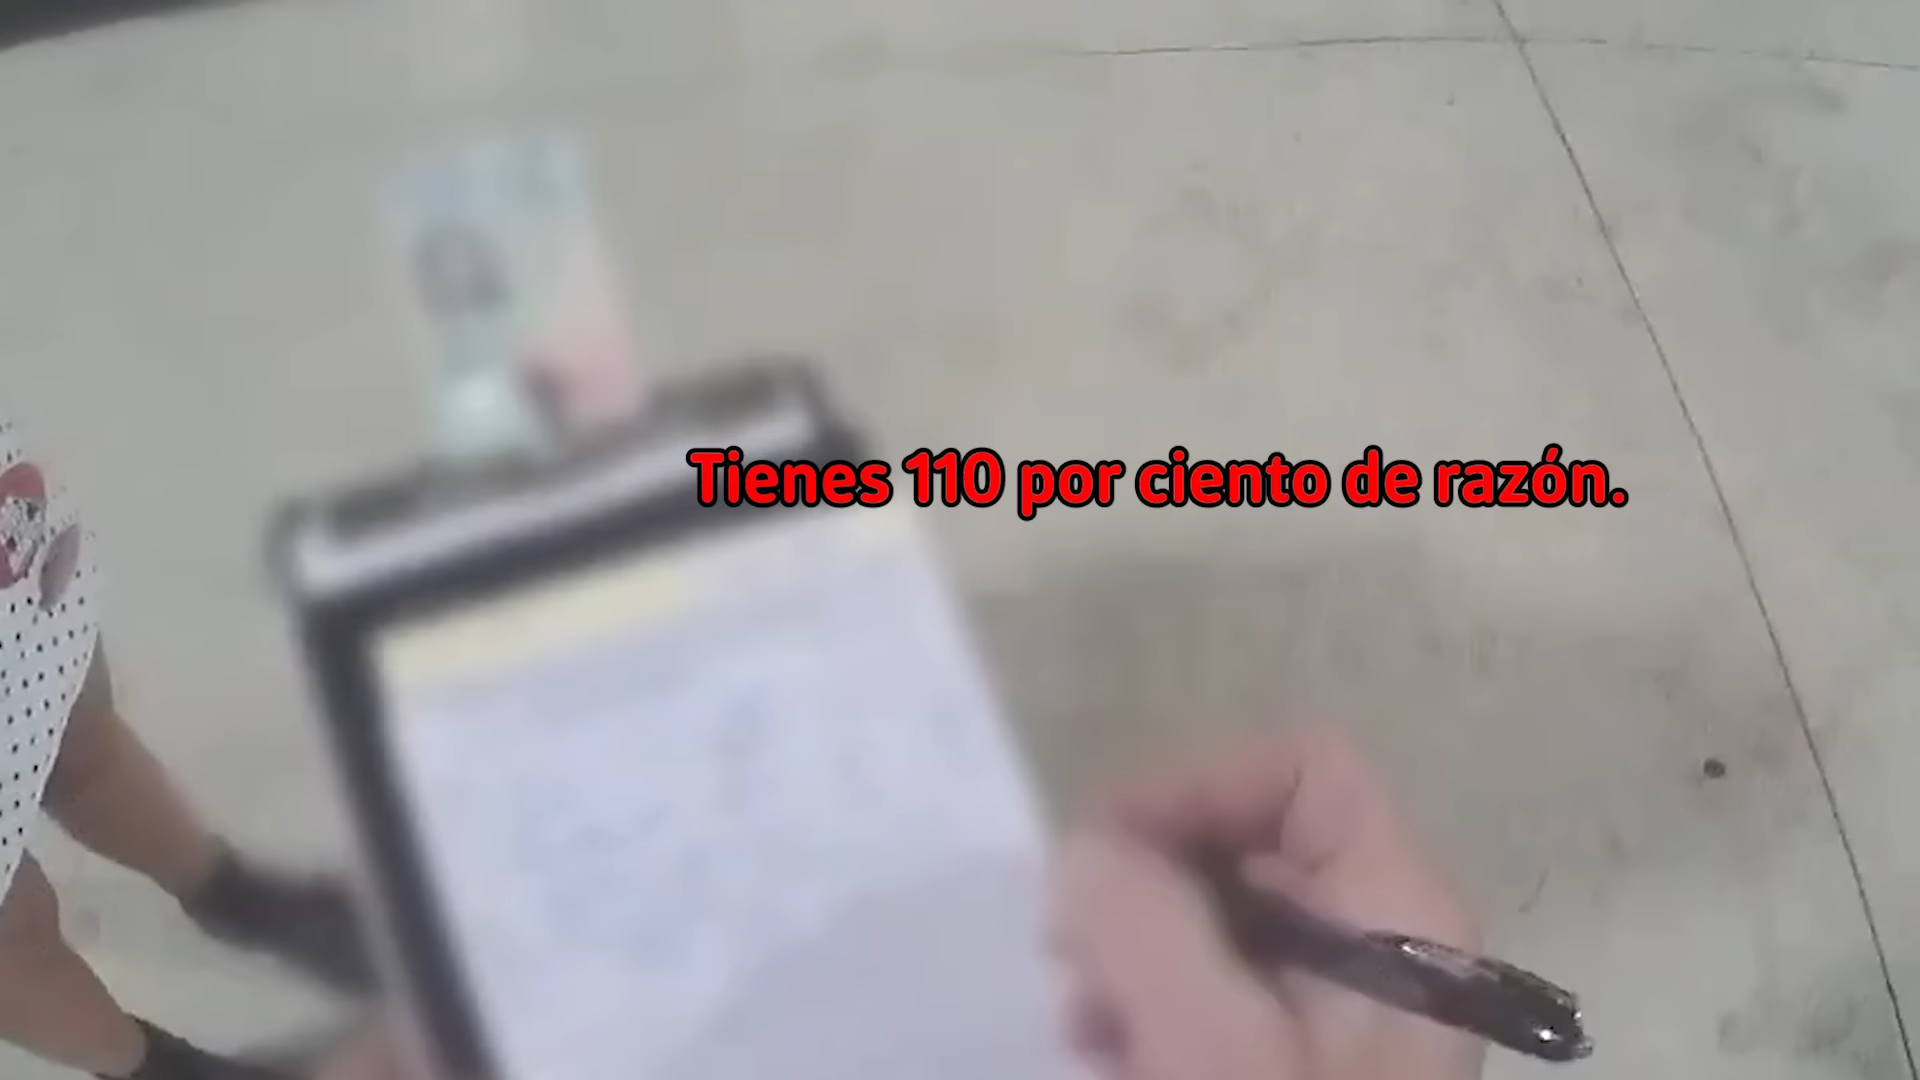 Tienes 110 por ciento de razón.